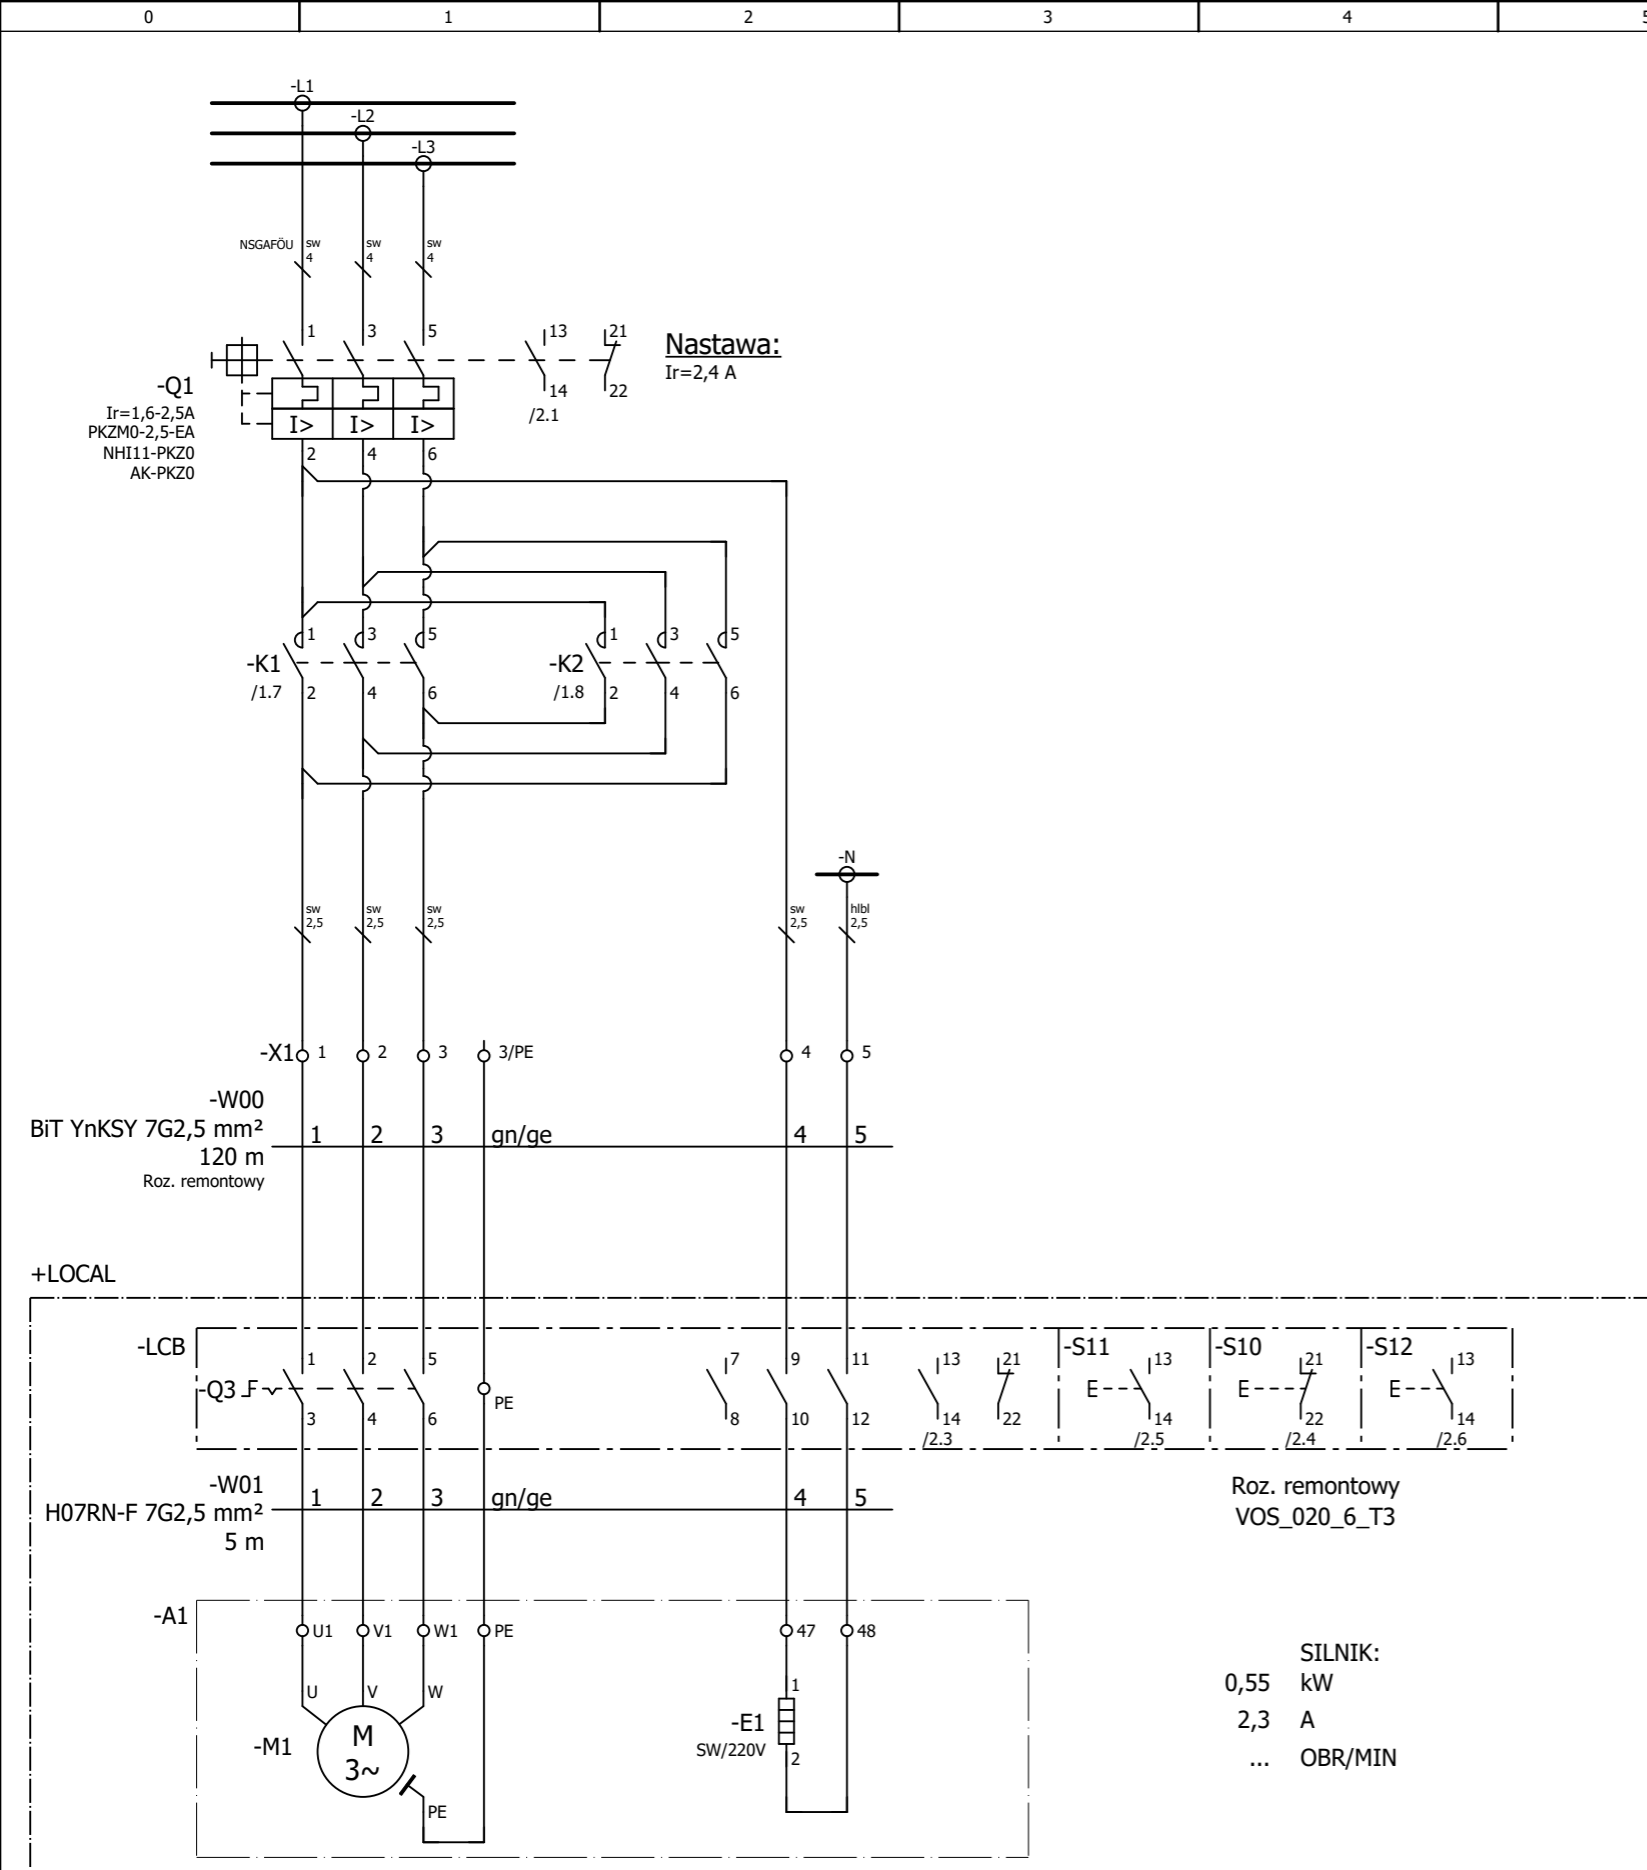 0 1 2 3 4 5
-L1
-L2
-L3
NSGAFÖU sw sw sw
4 4 4
1 3 5 13 21
Nastawa:
Ir=2,4 A
-Q1
14 22
/2.1
Ir=1,6-2,5A
PKZM0-2,5-EA
NHI11-PKZ0
AK-PKZ0
I> I> I>
2 4 6
1 3 5 1 3 5
-K1 -K2
/1.7 /1.8
2 4 6 2 4 6
-N
sw sw sw sw hlbl
2,5 2,5 2,5 2,5 2,5
-X1 1 2 3 3/PE 4 5
-W00
BiT YnKSY 7G2,5 mm²
120 m
Roz. remontowy
1 2 3 gn/ge 4 5
+LOCAL
-LCB -S11 -S10 -S12
1 2 5 7 9 11 13 21 13 21 13
-Q3 F E E E
PE
3 4 6 8 10 12 14 22 14 22 14
/2.3 /2.5 /2.4 /2.6
-W01
H07RN-F 7G2,5 mm²
5 m
1 2 3 gn/ge 4 5
Roz. remontowy
VOS_020_6_T3
-A1
U1 V1 W1 PE 47 48
U V W 1
-M1
M
3~
PE
-E1
SW/220V
2
SILNIK:
0,55 kW
2,3 A
... OBR/MIN